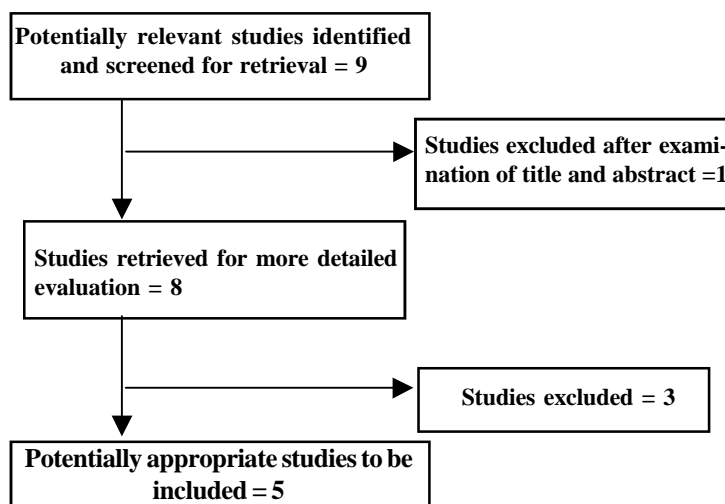 Potentially relevant studies identified
and screened for retrieval = 9
Studies excluded after exami-
nation of title and abstract =1
Studies retrieved for more detailed
evaluation = 8
Studies excluded = 3
Potentially appropriate studies to be
included = 5